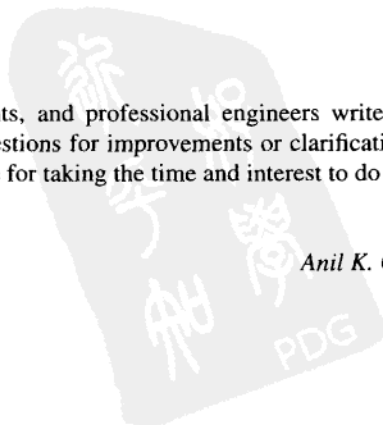 ts, and professional engineers write
estions for improvements or clarificati
for taking the time and interest to do
Anil K.
PDG